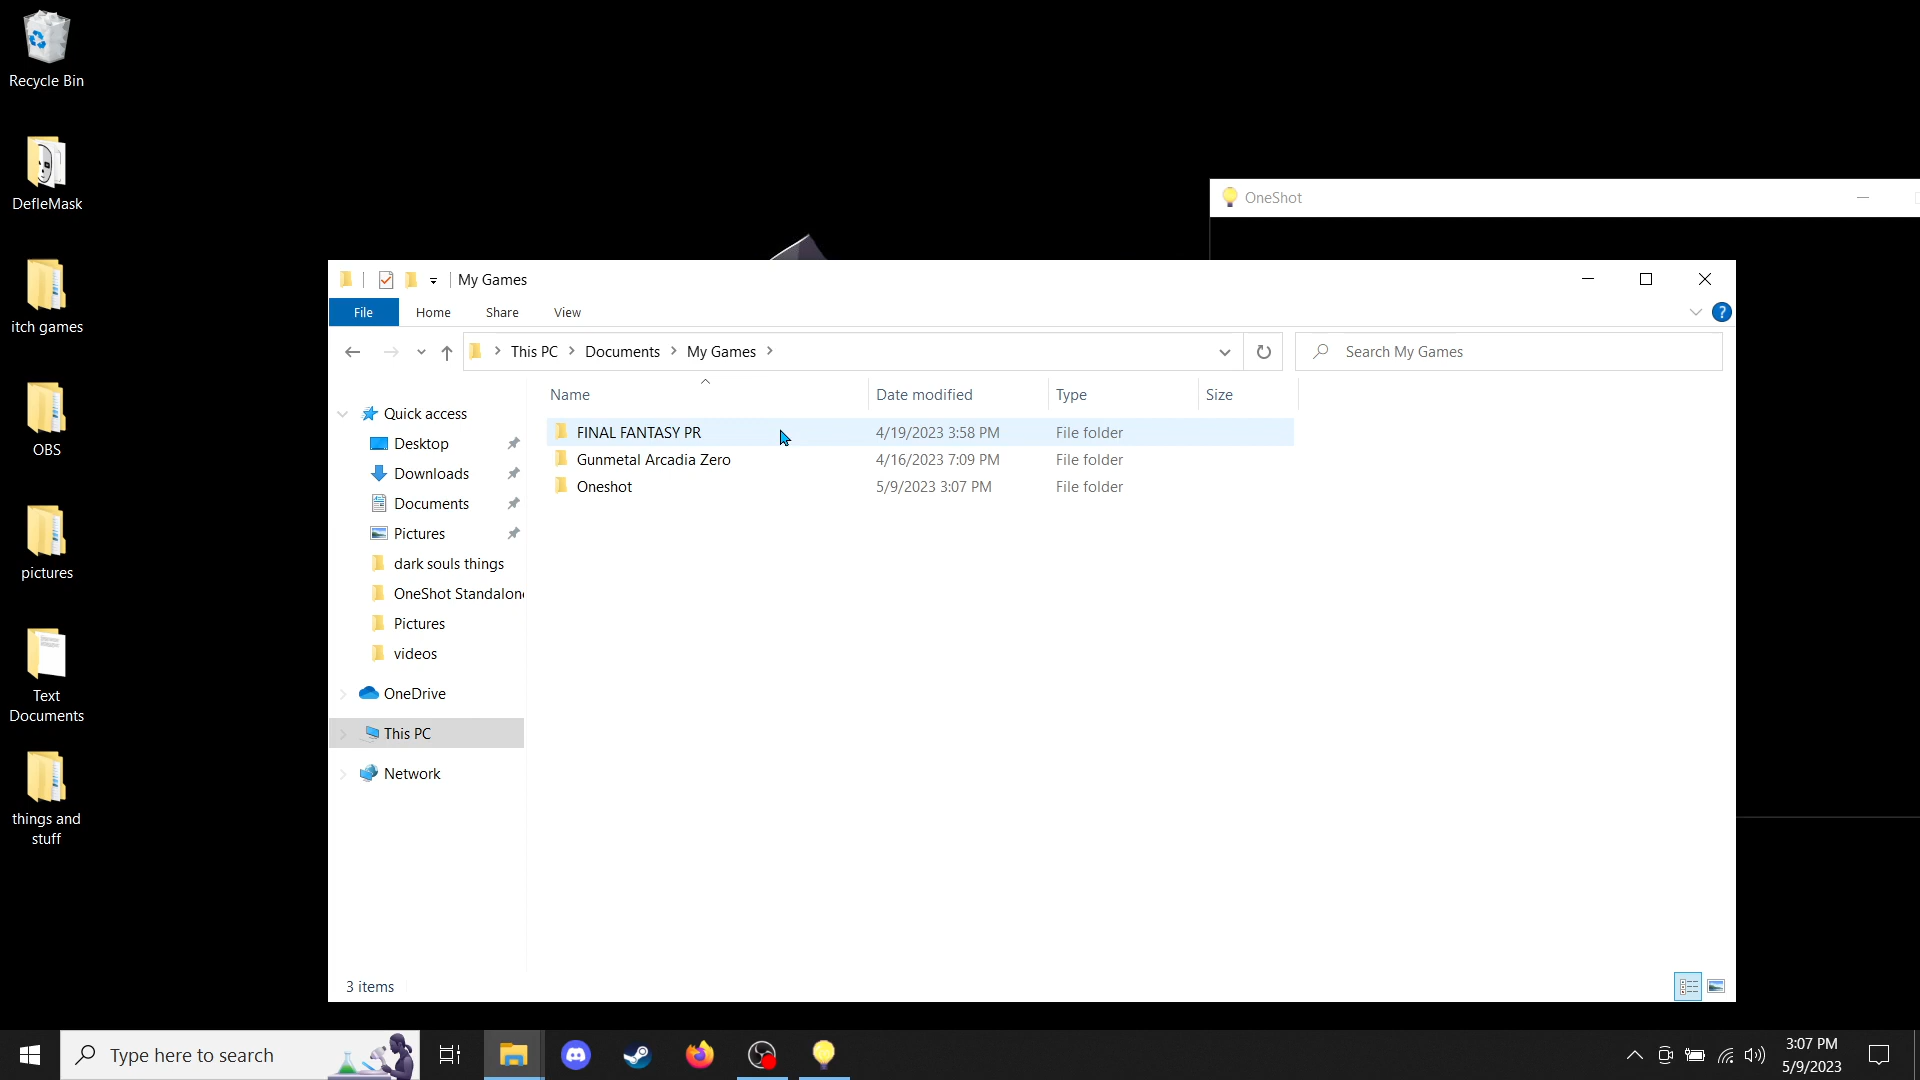 Recycle Bin
DefleMask
itch games
OBS
pictures
Text
Documents
things and
stuff
OneShot
My Games
File
Home
Share
View
?
This PC
Documents
My Games
Search My Games
Quick access
Desktop
Downloads
Documents
Pictures
dark souls things
OneShot Standalon
Pictures
videos
OneDrive
This PC
Network
Name
Date modified
Type
Size
FINAL FANTASY PR
4/19/2023 3:58 PM
File folder
Gunmetal Arcadia Zero
4/16/2023 7:09 PM
File folder
Oneshot
5/9/2023 3:07 PM
File folder
3 items
Type here to search
3:07 PM
5/9/2023